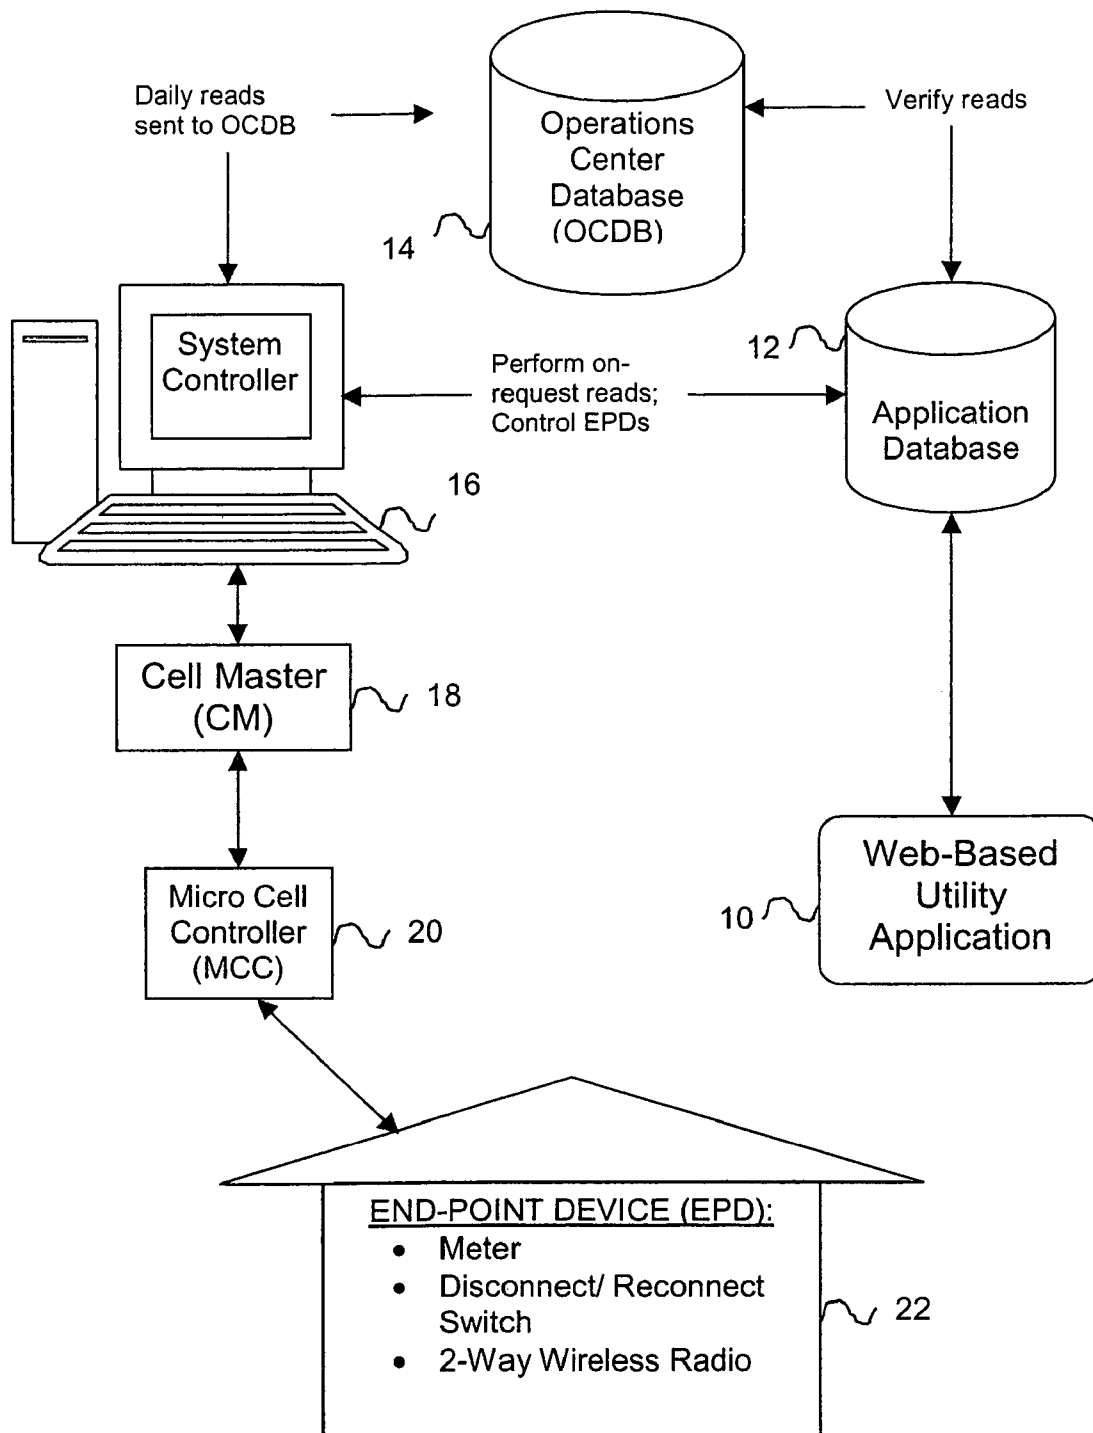 Daily reads
sent to OCDB
Operations
Center
Database
(OCDB)
14
Verify reads
System
Controller
16
Perform on-
request reads;
Control EPDs
12
Application
Database
Cell Master
(CM)
18
Micro Cell
Controller
(MCC)
20
Web-Based
Utility
Application
10
END-POINT DEVICE (EPD):
• Meter
• Disconnect/ Reconnect
Switch
• 2-Way Wireless Radio
22